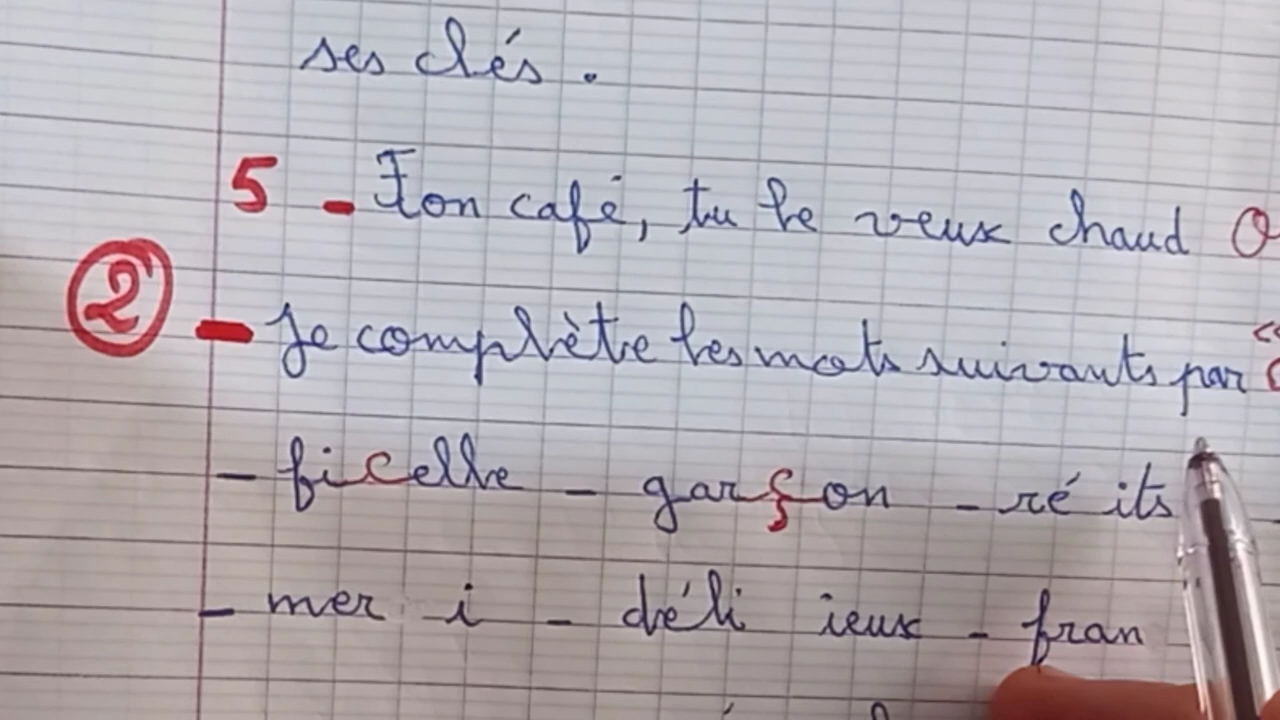 ses clés.
5 - Ton café, tu le veux chaud
2 - Je complète les mots suivants par
- ficelle - garçon - ré its
- mer i - déli ieux - fran